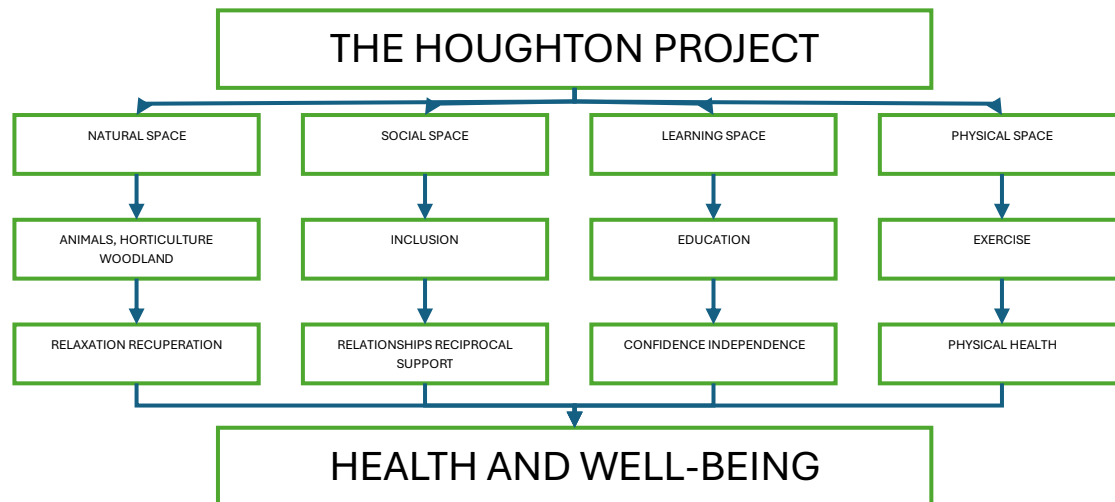 THE HOUGHTON PROJECT
NATURAL SPACE
SOCIAL SPACE
LEARNING SPACE
PHYSICAL SPACE
ANIMALS, HORTICULTURE
WOODLAND
INCLUSION
EDUCATION
EXERCISE
RELAXATION RECUPERATION
RELATIONSHIPS RECIPROCAL
SUPPORT
CONFIDENCE INDEPENDENCE
PHYSICAL HEALTH
HEALTH AND WELL-BEING